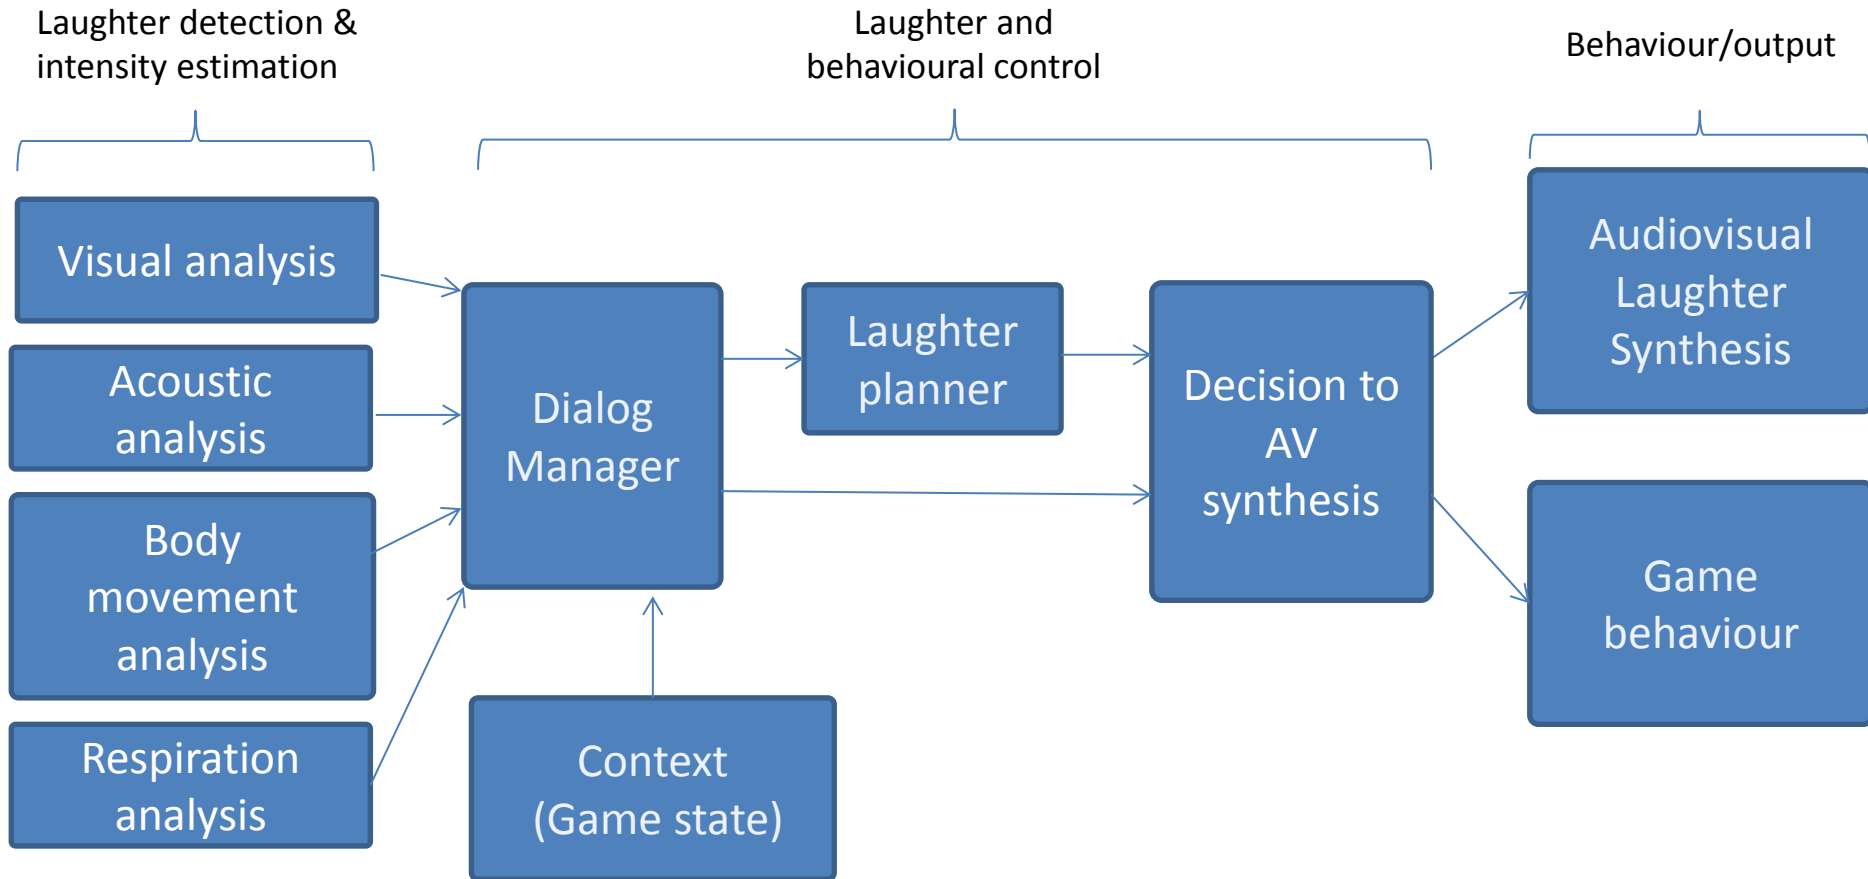 Laughter detection &
intensity estimation
Laughter and
behavioural control
Behaviour/output
Visual analysis
Acoustic
analysis
Body
movement
analysis
Respiration
analysis
Dialog
Manager
Context
(Game state)
Laughter
planner
Decision to
AV
synthesis
Audiovisual
Laughter
Synthesis
Game
behaviour